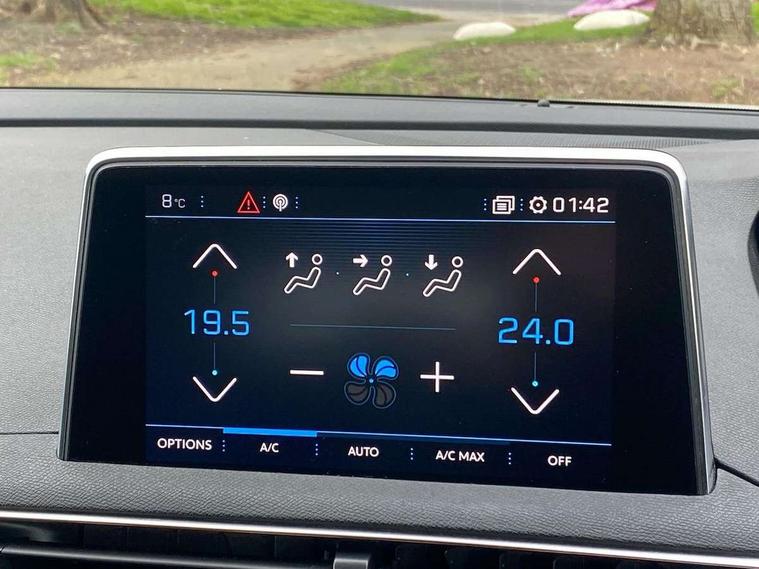 8°C 01:42
19.5 24.0
OPTIONS A/C AUTO A/C MAX OFF